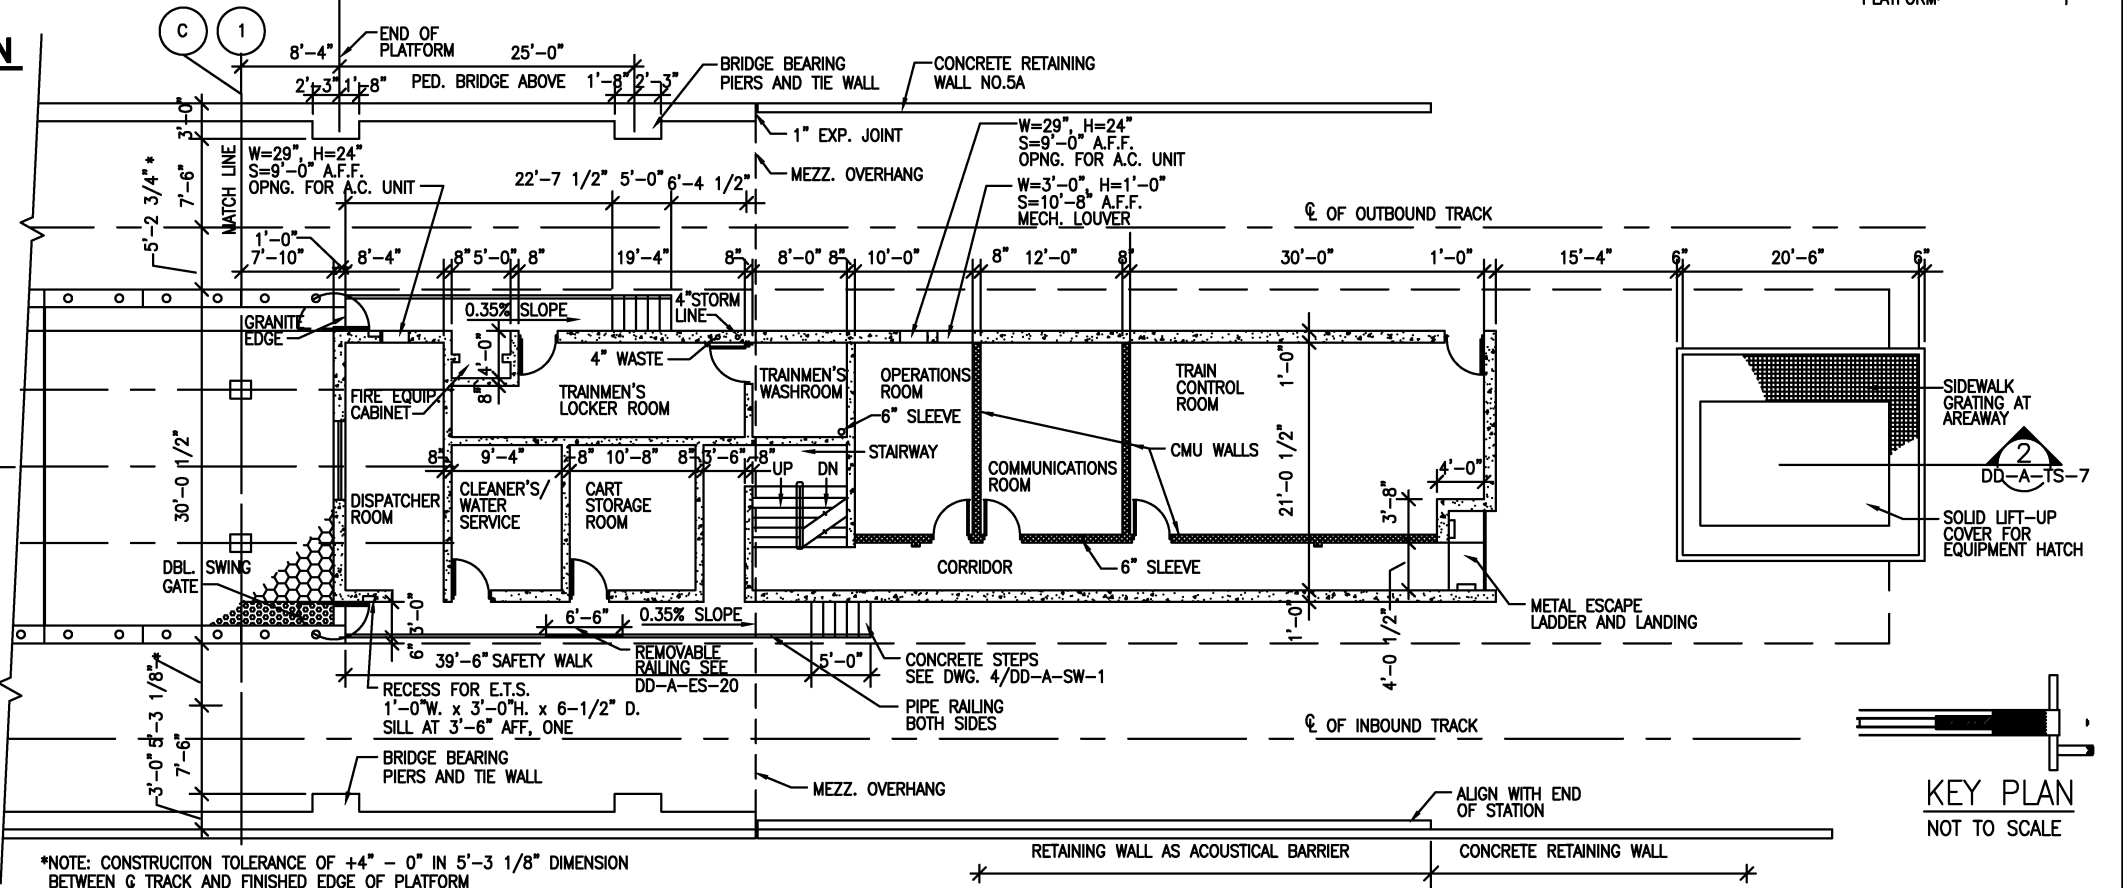 N
PLATFORM
C
1
8'-4"
END OF
PLATFORM
25'-0"
2'-3"
1'-8"
PED. BRIDGE ABOVE
1'-8"
2'-3"
BRIDGE BEARING
PIERS AND TIE WALL
CONCRETE RETAINING
WALL NO.5A
3'-0"
7'-6"
5'-2 3/4"*
MATCH LINE
W=29", H=24"
S=9'-0" A.F.F.
OPNG. FOR A.C. UNIT
1" EXP. JOINT
MEZZ. OVERHANG
W=29", H=24"
S=9'-0" A.F.F.
OPNG. FOR A.C. UNIT
W=3'-0", H=1'-0"
S=10'-8" A.F.F.
MECH. LOUVER
22'-7 1/2"
5'-0"
6'-4 1/2"
℄ OF OUTBOUND TRACK
1'-0"
7'-10"
8'-4"
8"
5'-0"
8"
19'-4"
8"
8'-0"
8"
10'-0"
8"
12'-0"
8"
30'-0"
1'-0"
15'-4"
6"
20'-6"
6"
GRANITE
EDGE
0.35% SLOPE
4"STORM
LINE
4" WASTE
4'-0"
8"
FIRE EQUIP.
CABINET
TRAINMEN'S
LOCKER ROOM
TRAINMEN'S
WASHROOM
OPERATIONS
ROOM
TRAIN
CONTROL
ROOM
1'-0"
6" SLEEVE
STAIRWAY
CMU WALLS
SIDEWALK
GRATING AT
AREAWAY
2
DD-A-TS-7
30'-0 1/2"
8"
9'-4"
8"
10'-8"
8"
3'-6"
8"
UP
DN
COMMUNICATIONS
ROOM
21'-0 1/2"
4'-0"
3'-8"
DISPATCHER
ROOM
CLEANER'S/
WATER
SERVICE
CART
STORAGE
ROOM
SOLID LIFT-UP
COVER FOR
EQUIPMENT HATCH
DBL. SWING
GATE
CORRIDOR
6" SLEEVE
METAL ESCAPE
LADDER AND LANDING
3'-0"
6"
6'-6"
0.35% SLOPE
1'-0"
4'-0 1/2"
39'-6" SAFETY WALK
REMOVABLE
RAILING SEE
DD-A-ES-20
5'-0"
CONCRETE STEPS
SEE DWG. 4/DD-A-SW-1
RECESS FOR E.T.S.
1'-0"W. x 3'-0"H. x 6-1/2" D.
SILL AT 3'-6" AFF, ONE
PIPE RAILING
BOTH SIDES
℄ OF INBOUND TRACK
5'-3 1/8"*
7'-6"
3'-0"
BRIDGE BEARING
PIERS AND TIE WALL
MEZZ. OVERHANG
ALIGN WITH END
OF STATION
KEY PLAN
NOT TO SCALE
RETAINING WALL AS ACOUSTICAL BARRIER
CONCRETE RETAINING WALL
*NOTE: CONSTRUCITON TOLERANCE OF +4" - 0" IN 5'-3 1/8" DIMENSION
BETWEEN ℄ TRACK AND FINISHED EDGE OF PLATFORM